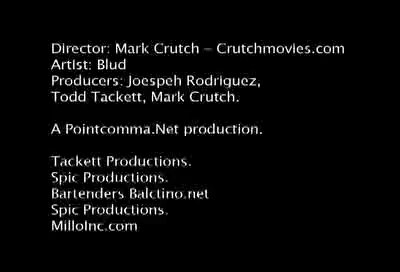 Director: Mark Crutch - Crutchmovies.com
Artist: Blud
Producers: Joespeh Rodriguez,
Todd Tackett, Mark Crutch.
A Pointcomma.Net production.
Tackett Productions.
Spic Productions.
Bartenders Balctino.net
Spic Productions.
MilloInc.com